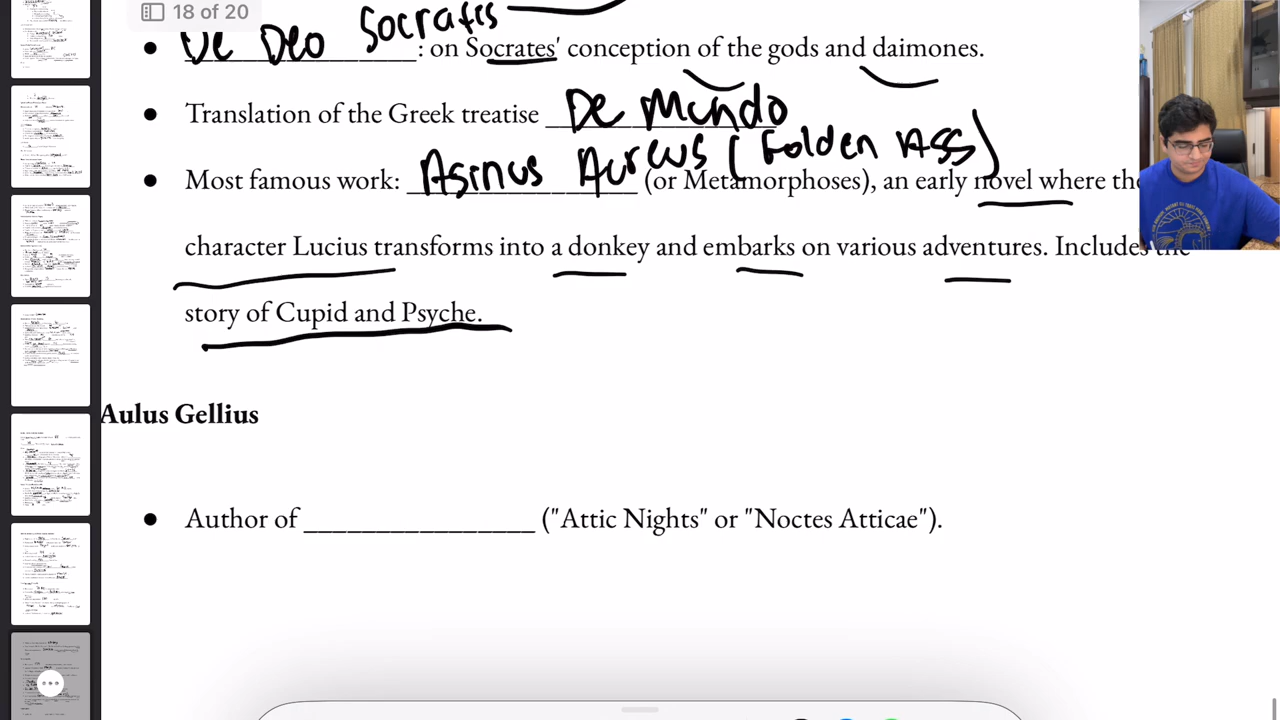 18 of 20
De Deo Socratis
: on Socrates' conception of the gods and daimones.
Translation of the Greek treatise De Mundo
Most famous work: Asinus Aureus (Golden Ass) (or Metamorphoses), an early novel where the
character Lucius transforms into a donkey and embarks on various adventures. Includes the
story of Cupid and Psyche.
Aulus Gellius
Author of ________________ ("Attic Nights" or "Noctes Atticae").